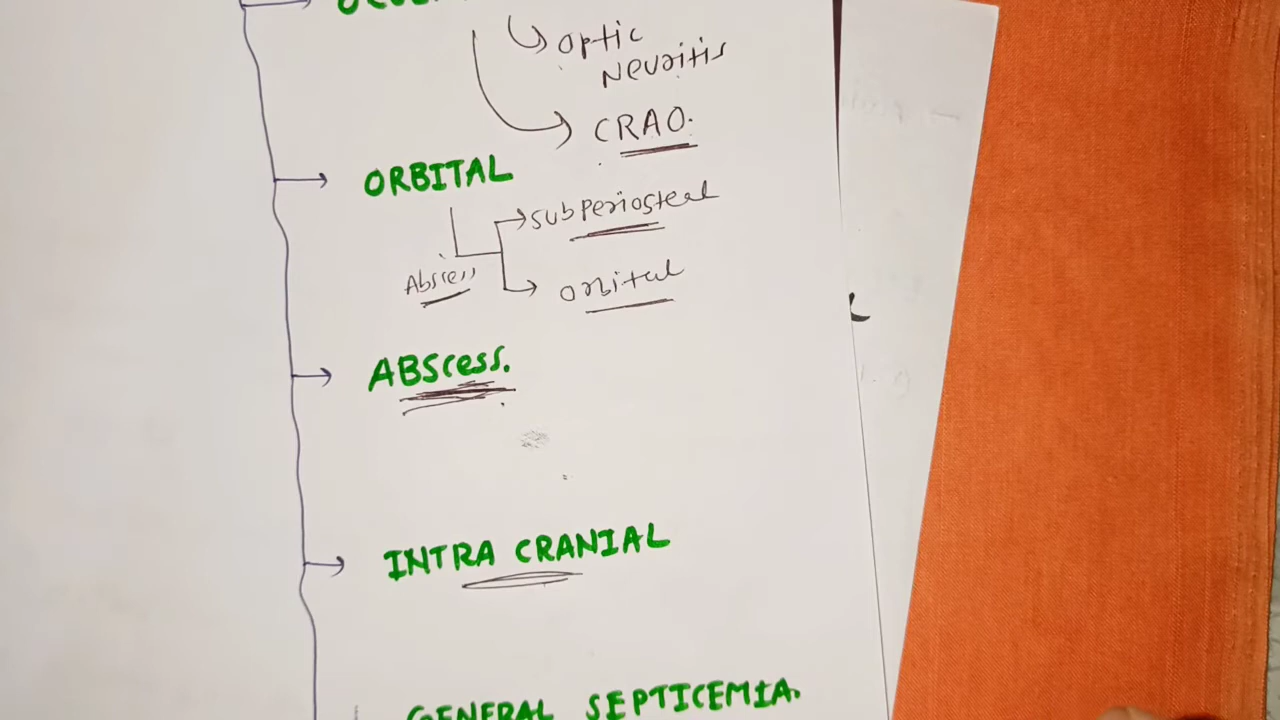 optic
Neuritis
CRAO.
ORBITAL
subperiosteal
Abscess
orbital
ABScess.
INTRA CRANIAL
GENERAL SEPTICEMIA.